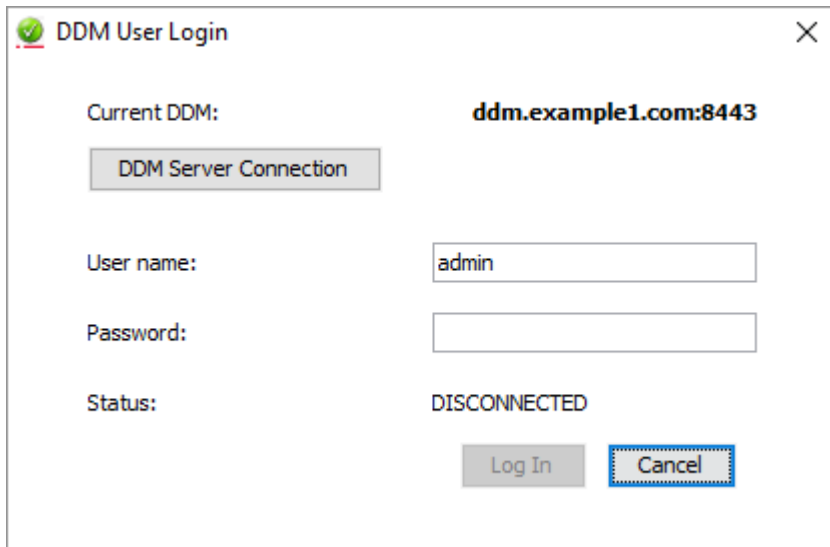 DDM User Login
Current DDM: ddm.example1.com:8443
DDM Server Connection
User name: admin
Password:
Status: DISCONNECTED
Log In Cancel